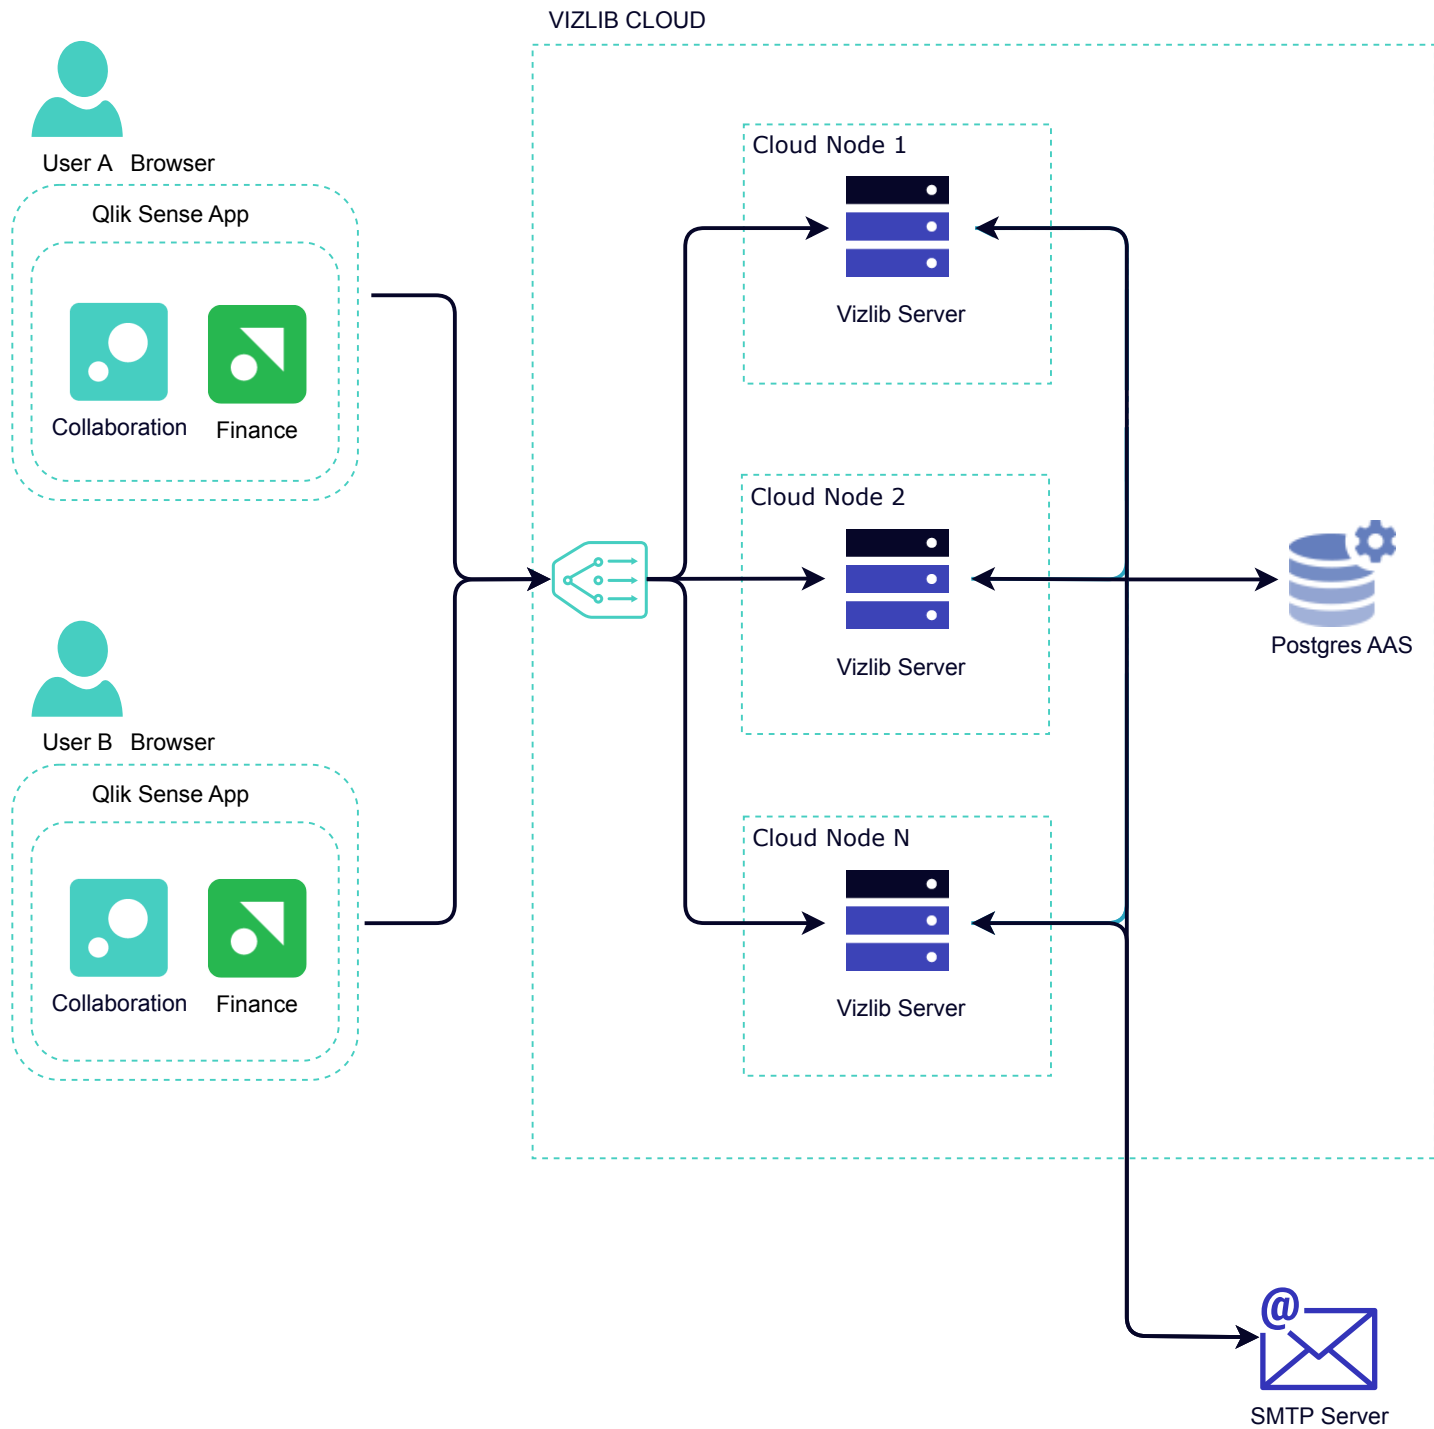 VIZLIB CLOUD
User A Browser
Qlik Sense App
Collaboration
Finance
Cloud Node 1
Vizlib Server
Cloud Node 2
Vizlib Server
Postgres AAS
User B Browser
Qlik Sense App
Collaboration
Finance
Cloud Node N
Vizlib Server
@
SMTP Server